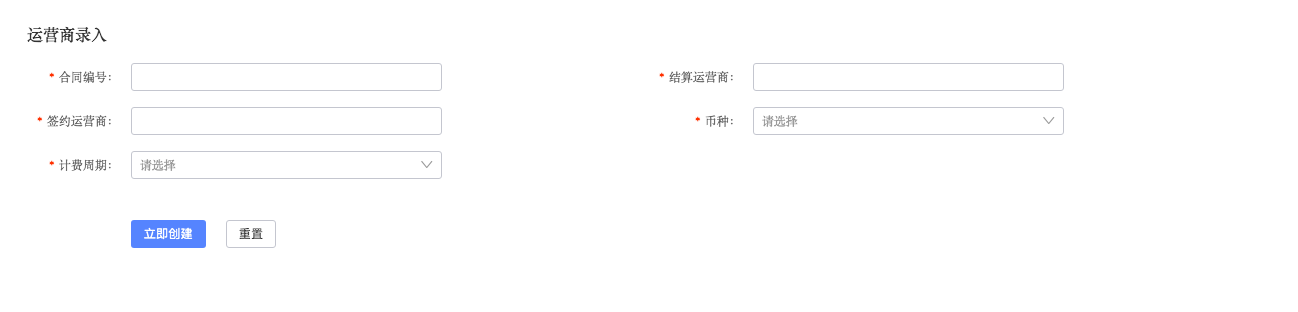 运营商录入
* 合同编号： * 结算运营商：
* 签约运营商： * 币种： 请选择
* 计费周期： 请选择
立即创建 重置